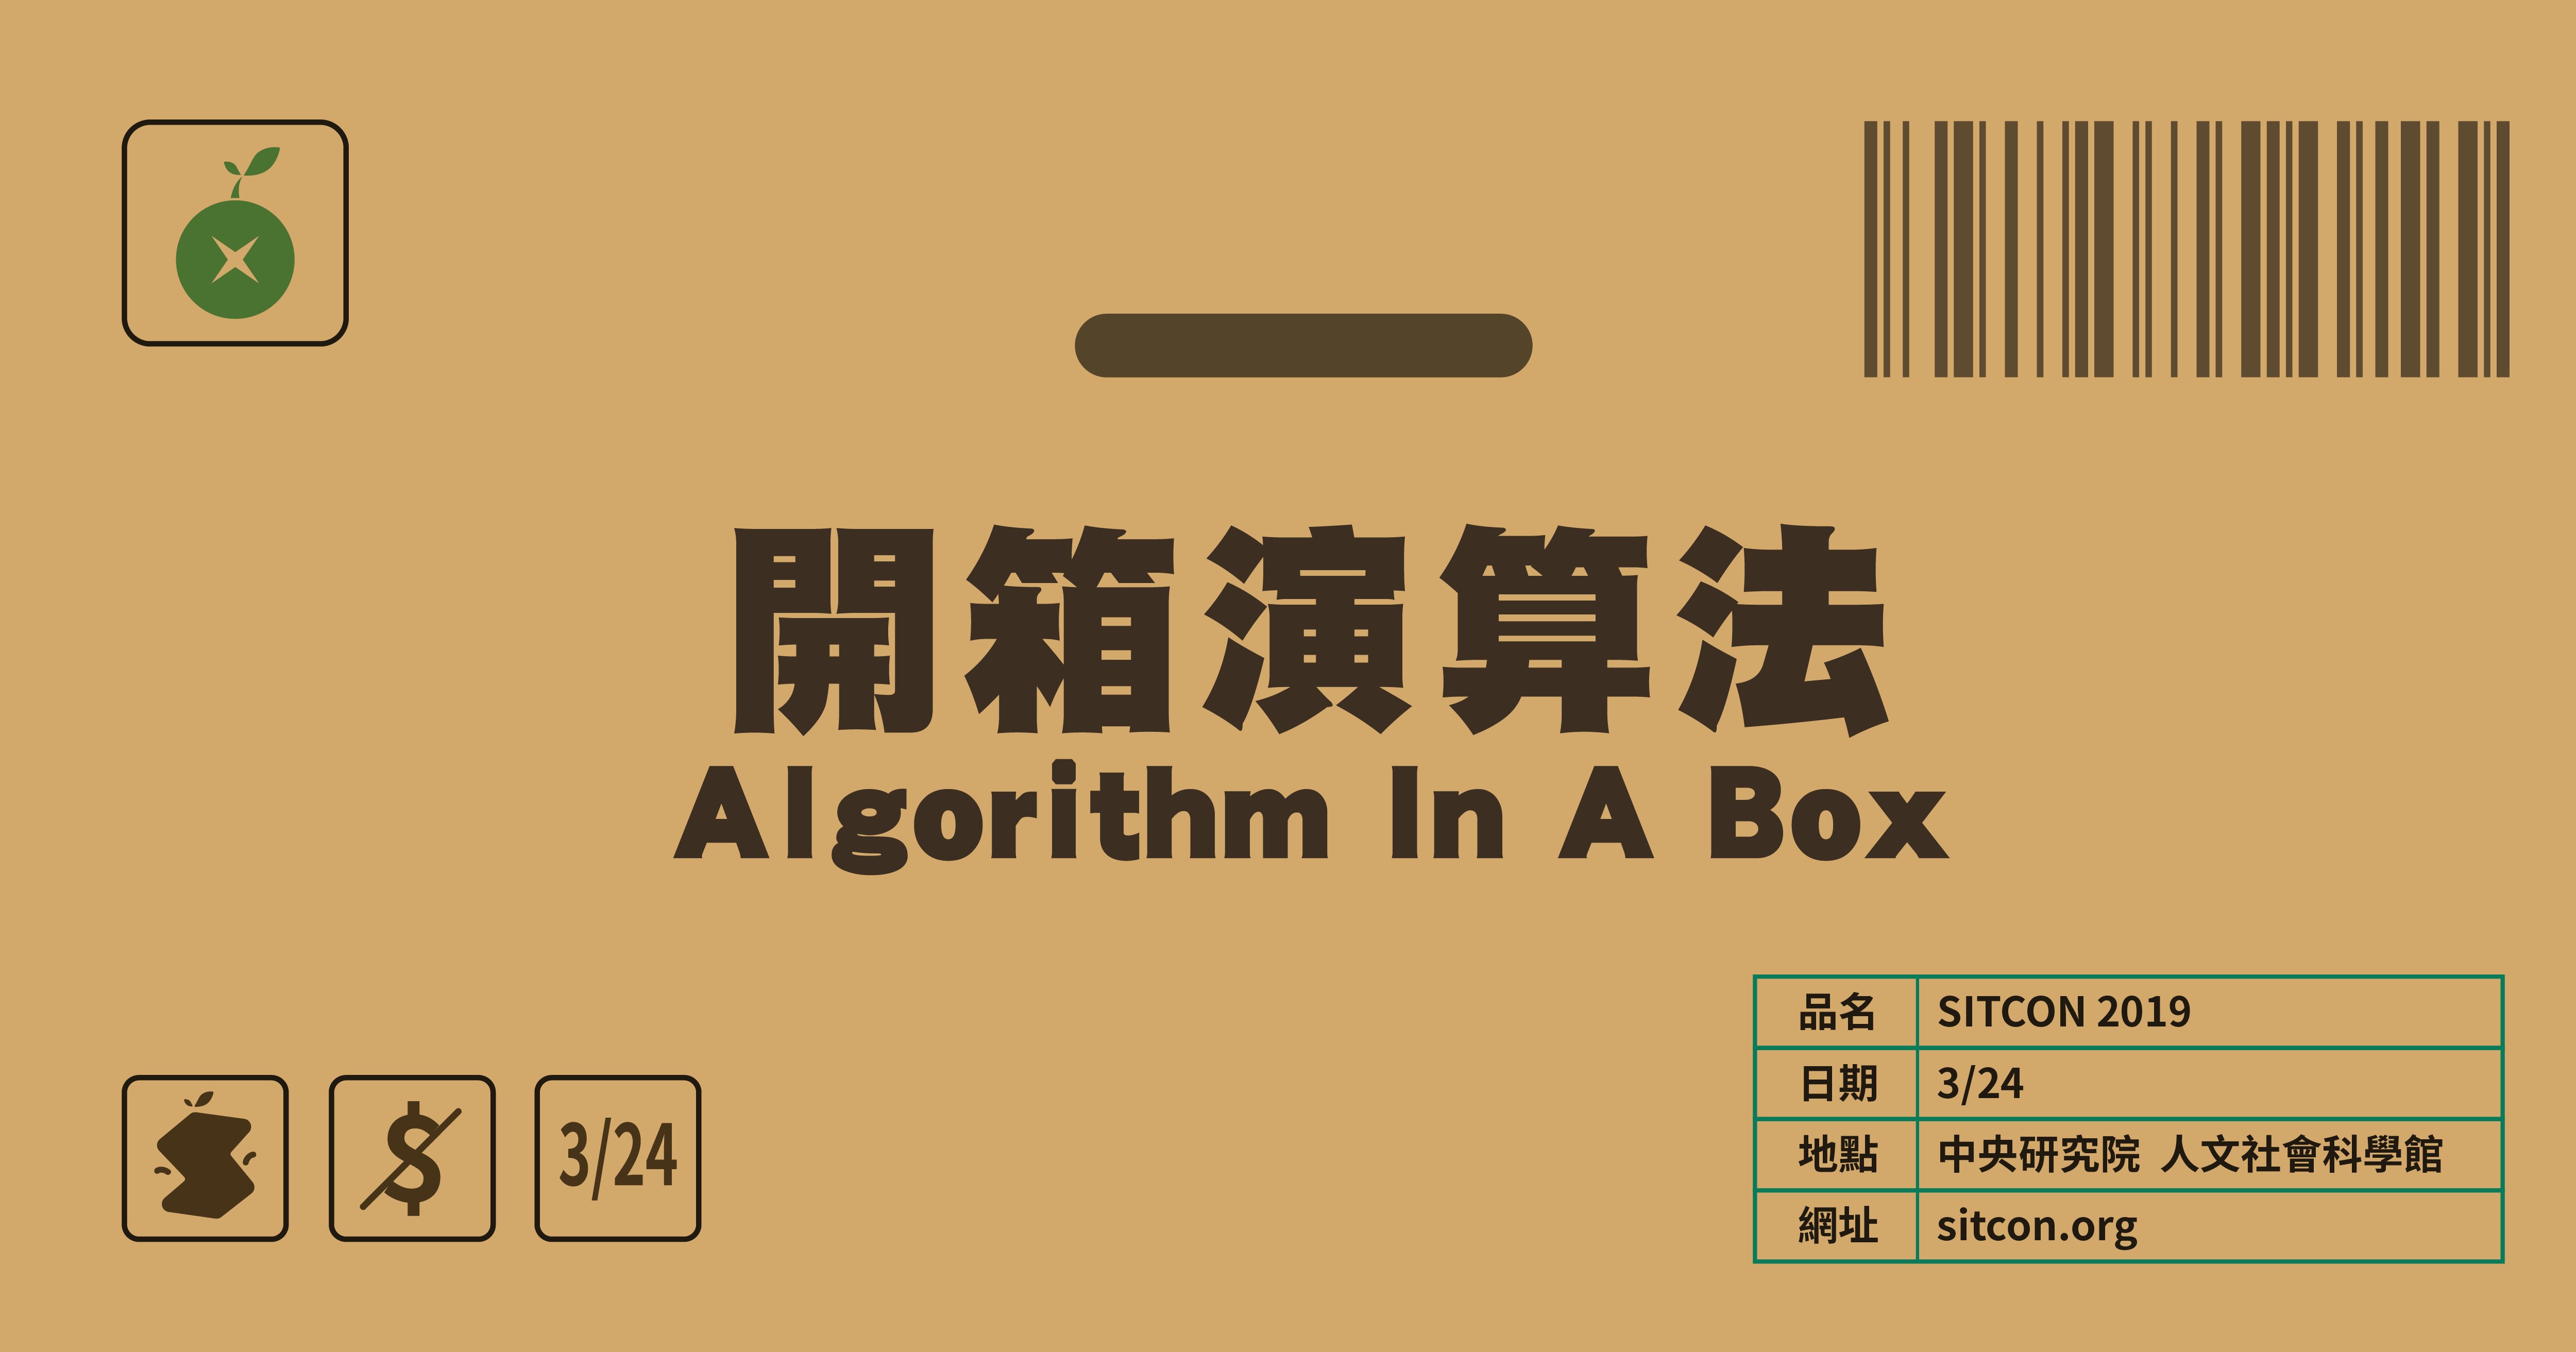 開箱演算法
Algorithm In A Box
品名 SITCON 2019
日期 3/24
地點 中央研究院 人文社會科學館
網址 sitcon.org
$
3/24